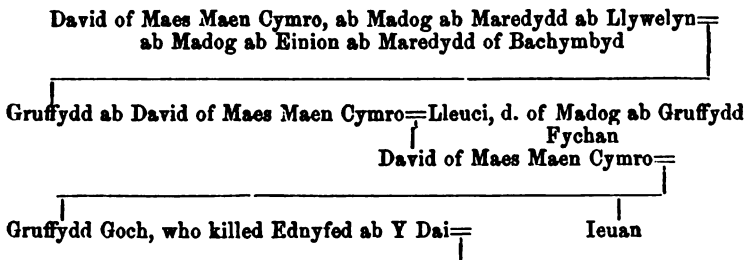 David of Maes Maen Cymro, ab Madog ab Maredydd ab Llywelyn=
ab Madog ab Einion ab Maredydd of Bachymbyd
Gruffydd ab David of Maes Maen Cymro=Lleuci, d. of Madog ab Gruffydd
Fychan
David of Maes Maen Cymro=
Gruffydd Goch, who killed Ednyfed ab Y Dai= Ieuan